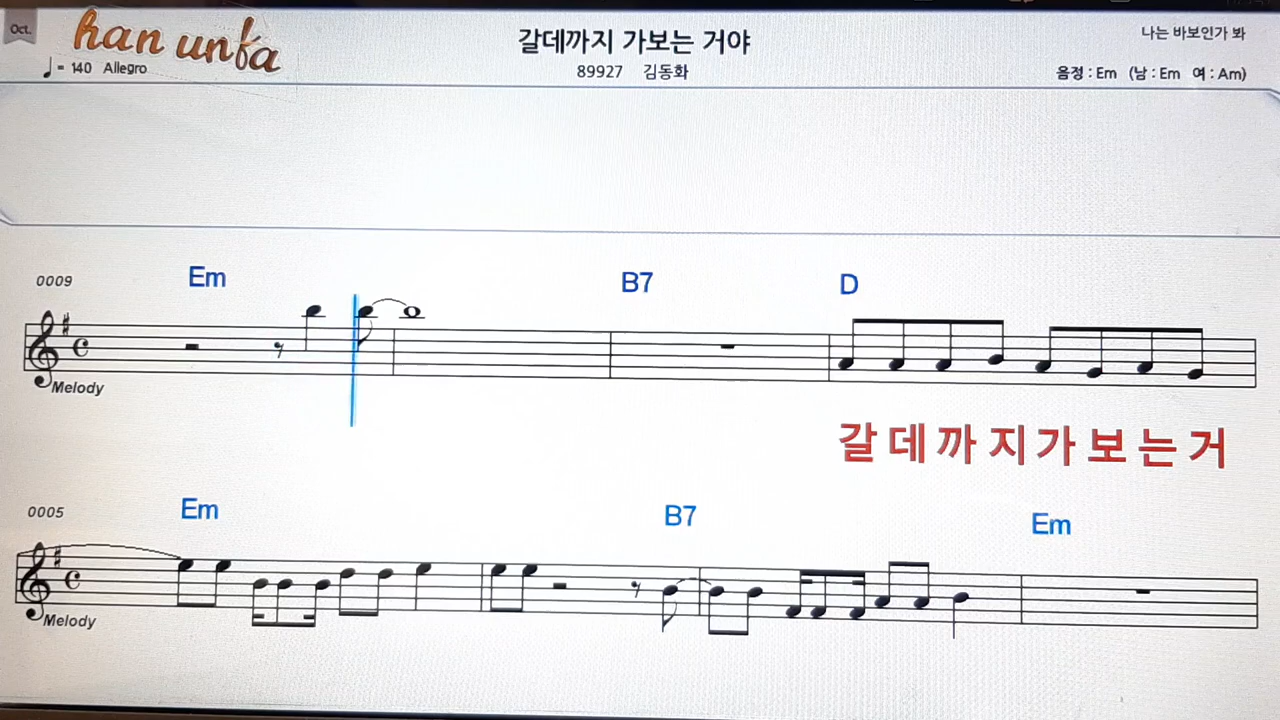 Oct.
han unfa
갈데까지 가보는 거야
나는 바보인가 봐
♩= 140 Allegro
89927 김동화
음정 : Em (남 : Em 여 : Am)
0009
Em B7 D
Melody
갈 데 까 지 가 보 는 거
0005
Em B7 Em
Melody